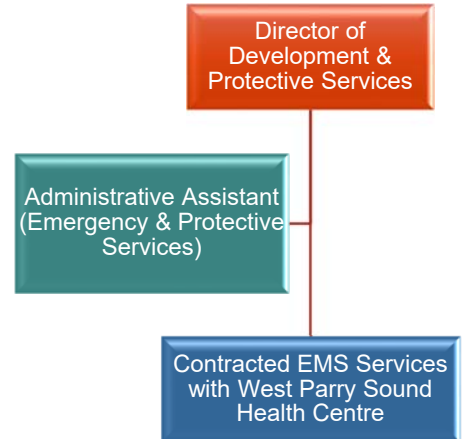 Director of
Development &
Protective Services
Administrative Assistant
(Emergency & Protective
Services)
Contracted EMS Services
with West Parry Sound
Health Centre